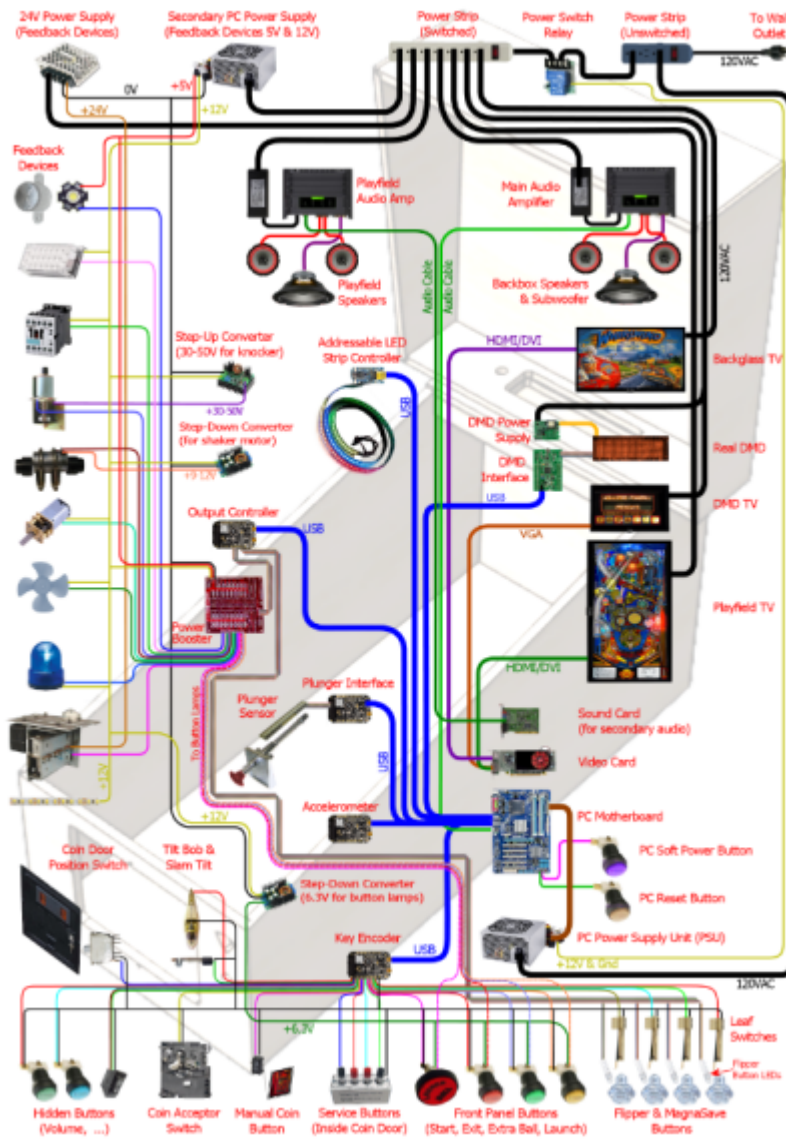 24V Power Supply
(Feedback Devices)
Secondary PC Power Supply
(Feedback Devices 5V & 12V)
Power Strip
(Switched)
Power Switch
Relay
Power Strip
(Unswitched)
To Wall
Outlet
120VAC
0V
+5V
+24V
+12V
Feedback
Devices
Playfield
Audio Amp
Main Audio
Amplifier
Playfield
Speakers
Audio Cable
Audio Cable
Backbox Speakers
& Subwoofer
120VAC
Step-Up Converter
(30-50V for knocker)
Addressable LED
Strip Controller
HDMI/DVI
Backglass TV
+30-50V
USB
Step-Down Converter
(for shaker motor)
+9-12V
DMD Power
Supply
Real DMD
DMD
Interface
USB
DMD TV
Output Controller
USB
VGA
Playfield TV
Power
Booster
HDMI/DVI
Plunger Interface
Plunger
Sensor
To Button Lamps
USB
Sound Card
(for secondary audio)
Video Card
+12V
Accelerometer
PC Motherboard
+12V
Coin Door
Position Switch
Tilt Bob &
Slam Tilt
PC Soft Power Button
Step-Down Converter
(6.3V for button lamps)
PC Reset Button
Key Encoder
USB
PC Power Supply Unit (PSU)
+12V & Gnd
120VAC
+6.3V
Leaf
Switches
Flipper
Button LEDs
Hidden Buttons
(Volume, ...)
Coin Acceptor
Switch
Manual Coin
Button
Service Buttons
(Inside Coin Door)
Front Panel Buttons
(Start, Exit, Extra Ball, Launch)
Flipper & MagnaSave
Buttons